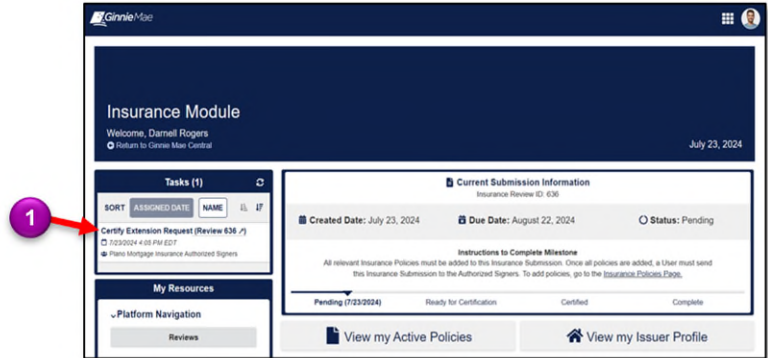 GinnieMae
Insurance Module
Welcome, Darnell Rogers
Return to Ginnie Mae Central
July 23, 2024
1
Tasks (1)
SORT ASSIGNED DATE NAME
Certify Extension Request (Review 636)
7/23/2024 4:05 PM EDT
Plano Mortgage Insurance Authorized Signers
My Resources
Platform Navigation
Reviews
Current Submission Information
Insurance Review ID: 636
Created Date: July 23, 2024 Due Date: August 22, 2024 Status: Pending
Instructions to Complete Milestone
All relevant Insurance Policies must be added to this Insurance Submission. Once all policies are added, a User must send
this Insurance Submission to the Authorized Signers. To add policies, go to the Insurance Policies Page.
Pending (7/23/2024) Ready for Certification Certified Complete
View my Active Policies
View my Issuer Profile